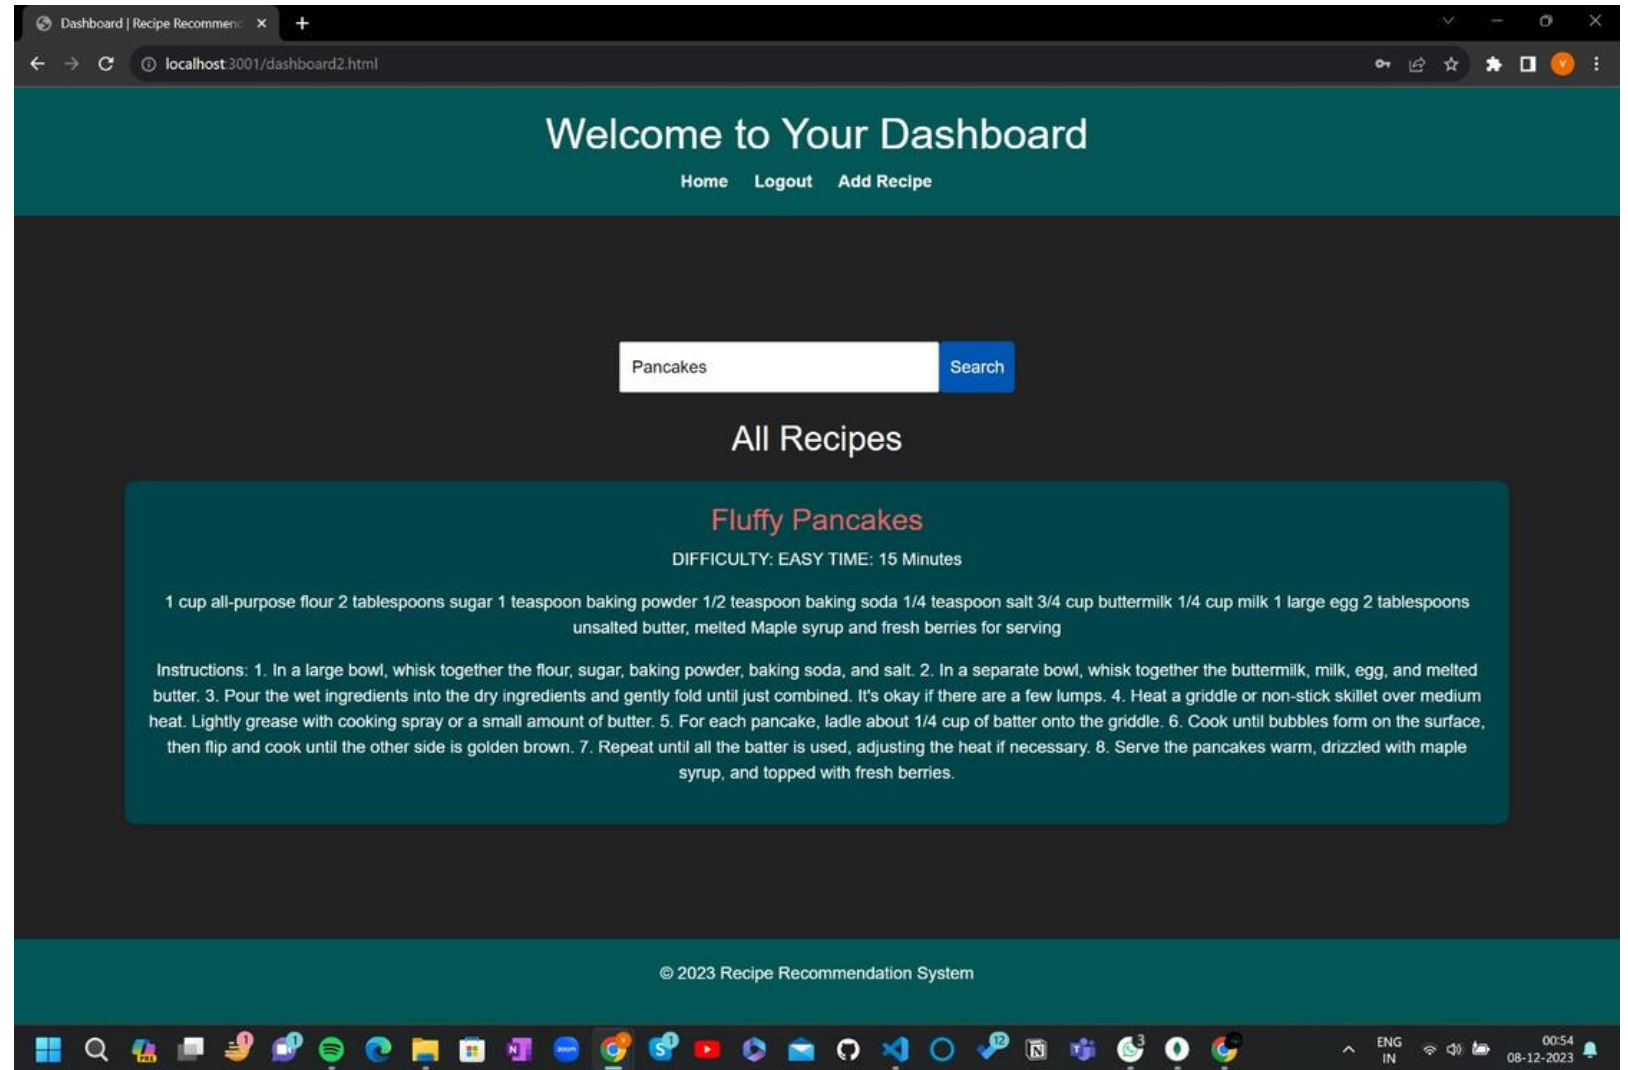 Dashboard | Recipe Recommend
localhost:3001/dashboard2.html
Welcome to Your Dashboard
Home Logout Add Recipe
Pancakes Search
All Recipes
Fluffy Pancakes
DIFFICULTY: EASY TIME: 15 Minutes
1 cup all-purpose flour 2 tablespoons sugar 1 teaspoon baking powder 1/2 teaspoon baking soda 1/4 teaspoon salt 3/4 cup buttermilk 1/4 cup milk 1 large egg 2 tablespoons
unsalted butter, melted Maple syrup and fresh berries for serving
Instructions: 1. In a large bowl, whisk together the flour, sugar, baking powder, baking soda, and salt. 2. In a separate bowl, whisk together the buttermilk, milk, egg, and melted
butter. 3. Pour the wet ingredients into the dry ingredients and gently fold until just combined. It's okay if there are a few lumps. 4. Heat a griddle or non-stick skillet over medium
heat. Lightly grease with cooking spray or a small amount of butter. 5. For each pancake, ladle about 1/4 cup of batter onto the griddle. 6. Cook until bubbles form on the surface,
then flip and cook until the other side is golden brown. 7. Repeat until all the batter is used, adjusting the heat if necessary. 8. Serve the pancakes warm, drizzled with maple
syrup, and topped with fresh berries.
© 2023 Recipe Recommendation System
ENG 00:54
IN 08-12-2023